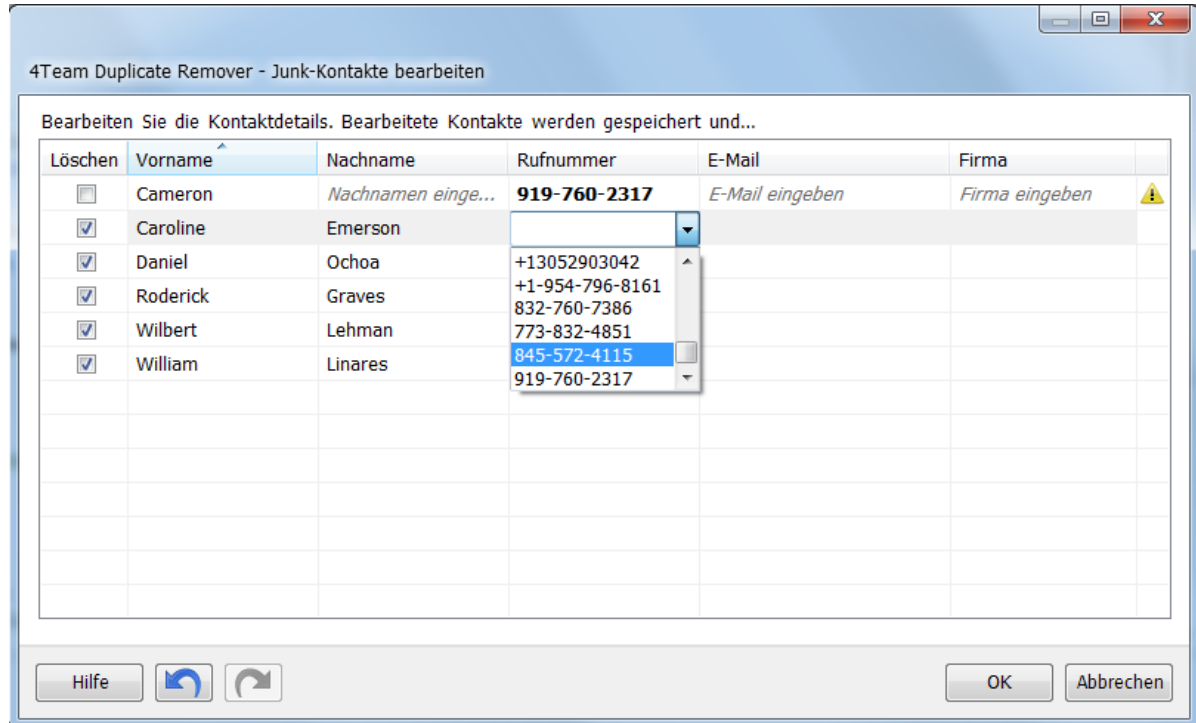 4Team Duplicate Remover - Junk-Kontakte bearbeiten
Bearbeiten Sie die Kontaktdetails. Bearbeitete Kontakte werden gespeichert und...
Löschen Vorname Nachname Rufnummer E-Mail Firma
Cameron Nachnamen einge... 919-760-2317 E-Mail eingeben Firma eingeben
Caroline Emerson
Daniel Ochoa +13052903042
+1-954-796-8161
Roderick Graves 832-760-7386
Wilbert Lehman 773-832-4851
845-572-4115
William Linares
919-760-2317
Hilfe OK Abbrechen